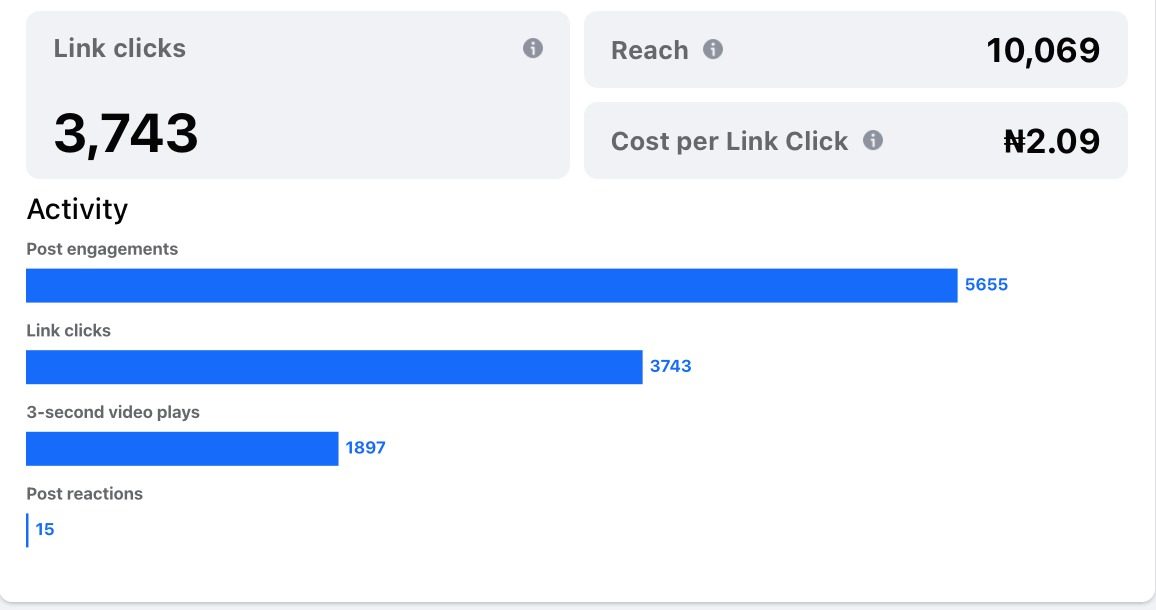 Link clicks
3,743
Reach
10,069
Cost per Link Click
₦2.09
Activity
Post engagements
5655
Link clicks
3743
3-second video plays
1897
Post reactions
15